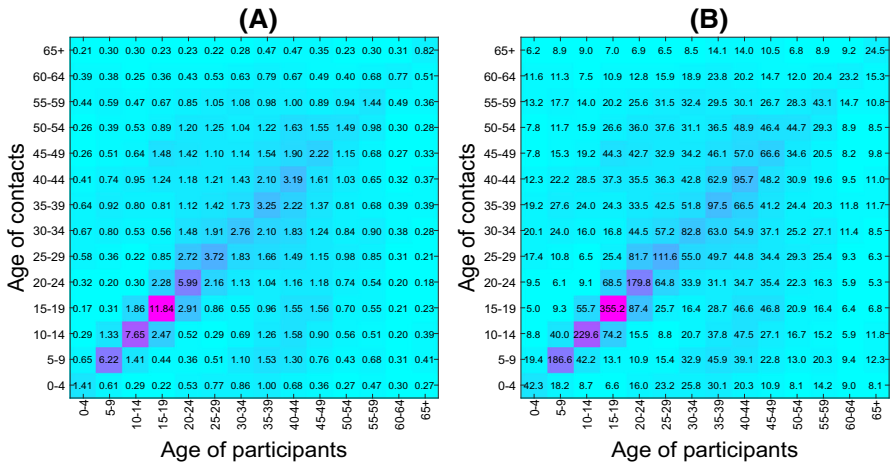 (A)
Age of contacts
65+ 0.21 0.30 0.30 0.23 0.23 0.22 0.28 0.47 0.47 0.35 0.23 0.30 0.31 0.82
60-64 0.39 0.38 0.25 0.36 0.43 0.53 0.63 0.79 0.67 0.49 0.40 0.68 0.77 0.51
55-59 0.44 0.59 0.47 0.67 0.85 1.05 1.08 0.98 1.00 0.89 0.94 1.44 0.49 0.36
50-54 0.26 0.39 0.53 0.89 1.20 1.25 1.04 1.22 1.63 1.55 1.49 0.98 0.30 0.28
45-49 0.26 0.51 0.64 1.48 1.42 1.10 1.14 1.54 1.90 2.22 1.15 0.68 0.27 0.33
40-44 0.41 0.74 0.95 1.24 1.18 1.21 1.43 2.10 3.19 1.61 1.03 0.65 0.32 0.37
35-39 0.64 0.92 0.80 0.81 1.12 1.42 1.73 3.25 2.22 1.37 0.81 0.68 0.39 0.39
30-34 0.67 0.80 0.53 0.56 1.48 1.91 2.76 2.10 1.83 1.24 0.84 0.90 0.38 0.28
25-29 0.58 0.36 0.22 0.85 2.72 3.72 1.83 1.66 1.49 1.15 0.98 0.85 0.31 0.21
20-24 0.32 0.20 0.30 2.28 5.99 2.16 1.13 1.04 1.16 1.18 0.74 0.54 0.20 0.18
15-19 0.17 0.31 1.86 11.84 2.91 0.86 0.55 0.96 1.55 1.56 0.70 0.55 0.21 0.23
10-14 0.29 1.33 7.65 2.47 0.52 0.29 0.69 1.26 1.58 0.90 0.56 0.51 0.20 0.39
5-9 0.65 6.22 1.41 0.44 0.36 0.51 1.10 1.53 1.30 0.76 0.43 0.68 0.31 0.41
0-4 1.41 0.61 0.29 0.22 0.53 0.77 0.86 1.00 0.68 0.36 0.27 0.47 0.30 0.27
0-4 5-9 10-14 15-19 20-24 25-29 30-34 35-39 40-44 45-49 50-54 55-59 60-64 65+
Age of participants
(B)
Age of contacts
65+ 6.2 8.9 9.0 7.0 6.9 6.5 8.5 14.1 14.0 10.5 6.8 8.9 9.2 24.5
60-64 11.6 11.3 7.5 10.9 12.8 15.9 18.9 23.8 20.2 14.7 12.0 20.4 23.2 15.3
55-59 13.2 17.7 14.0 20.2 25.6 31.5 32.4 29.5 30.1 26.7 28.3 43.1 14.7 10.8
50-54 7.8 11.7 15.9 26.6 36.0 37.6 31.1 36.5 48.9 46.4 44.7 29.3 8.9 8.5
45-49 7.8 15.3 19.2 44.3 42.7 32.9 34.2 46.1 57.0 66.6 34.6 20.5 8.2 9.8
40-44 12.3 22.2 28.5 37.3 35.5 36.3 42.8 62.9 95.7 48.2 30.9 19.6 9.5 11.0
35-39 19.2 27.6 24.0 24.3 33.5 42.5 51.8 97.5 66.5 41.2 24.4 20.3 11.8 11.7
30-34 20.1 24.0 16.0 16.8 44.5 57.2 82.8 63.0 54.9 37.1 25.2 27.1 11.4 8.5
25-29 17.4 10.8 6.5 25.4 81.7 111.6 55.0 49.7 44.8 34.4 29.3 25.4 9.3 6.3
20-24 9.5 6.1 9.1 68.5 179.8 64.8 33.9 31.1 34.7 35.4 22.3 16.3 6.0 5.4
15-19 5.0 9.3 55.7 355.2 87.4 25.7 16.4 28.7 46.6 46.8 20.9 16.4 6.4 6.8
10-14 8.8 40.0 229.6 74.2 15.5 8.8 20.7 37.8 47.5 27.1 16.7 15.2 5.9 11.8
5-9 19.4 186.6 42.2 13.1 10.9 15.4 32.9 45.9 39.1 22.8 13.0 20.3 9.4 12.3
0-4 42.3 18.2 8.7 6.6 16.0 23.2 25.8 30.1 20.3 10.9 8.1 14.2 9.0 8.1
0-4 5-9 10-14 15-19 20-24 25-29 30-34 35-39 40-44 45-49 50-54 55-59 60-64 65+
Age of participants